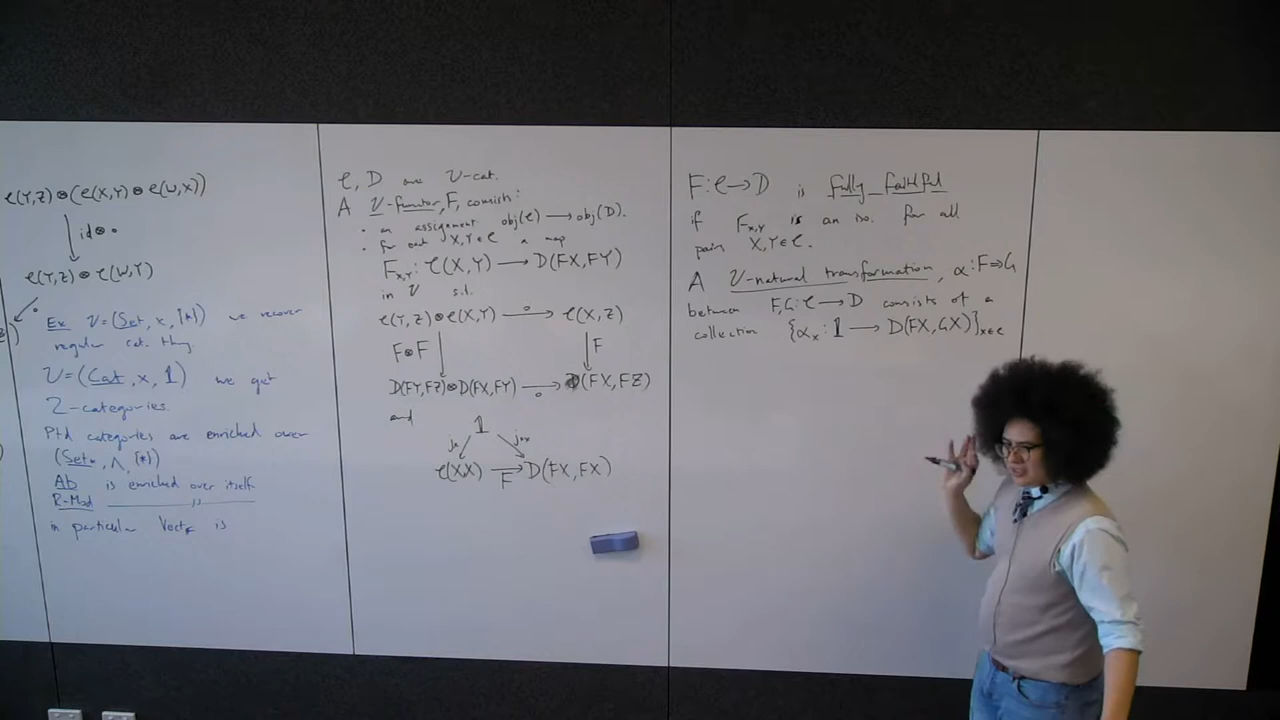 e(Y,Z)⊗(e(X,Y)⊗e(W,X))
id⊗∘
e(Y,Z)⊗e(W,Y)
Ex V=(Set,×,{*}) we recover
regular cat. thy
V=(Cat,×,𝟙) we get
2-categories.
Ptd categories are enriched over
(Set*,∧,{*})
Ab is enriched over itself.
R-Mod ———— ” ————
in particular Vect_k is
e, D are V-cat.
A V-functor, F, consists:
• an assignment obj(e)→obj(D).
• for each X,Y∈e a map
F_{X,Y}: e(X,Y)→D(FX,FY)
in V s.t.
e(Y,Z)⊗e(X,Y) →∘ e(X,Z)
F⊗F ↓ ↓ F
D(FY,FZ)⊗D(FX,FY) →∘ D(FX,FZ)
and
𝟙
j_X j_FX
e(X,X) →F D(FX,FX)
F: e→D is fully faithful
if F_{X,Y} is an iso. for all
pairs X,Y∈e.
A V-natural transformation, α:F⇒G
between F,G: e→D consists of a
collection {α_X: 𝟙→D(FX,GX)}_{X∈e}